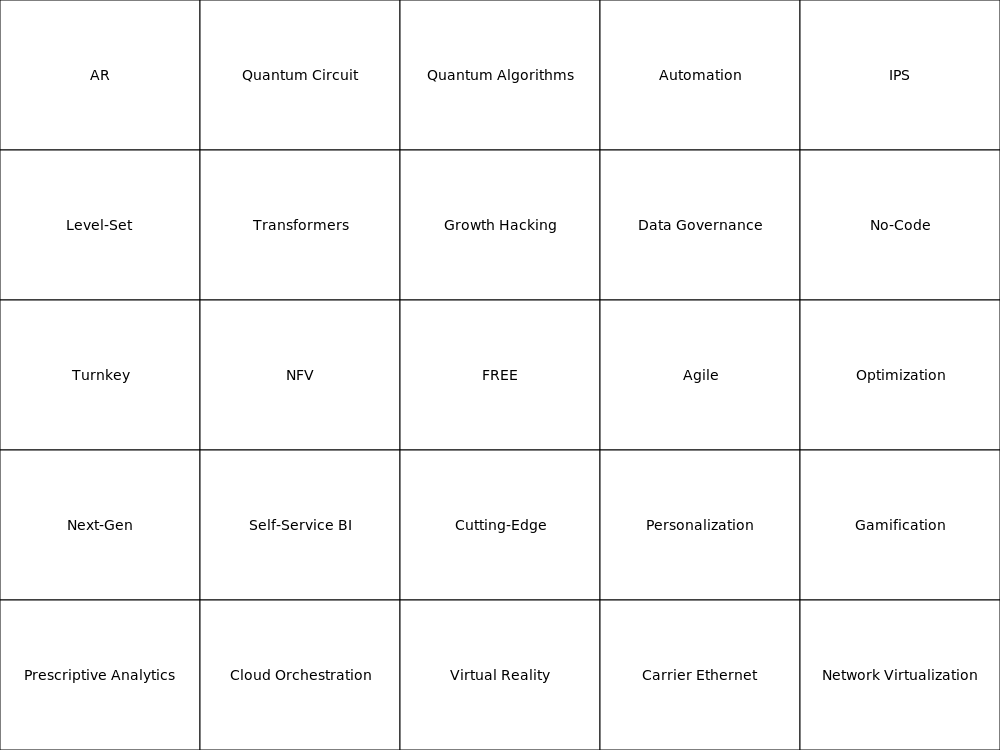 AR
Quantum Circuit
Quantum Algorithms
Automation
IPS
Level-Set
Transformers
Growth Hacking
Data Governance
No-Code
Turnkey
NFV
FREE
Agile
Optimization
Next-Gen
Self-Service BI
Cutting-Edge
Personalization
Gamification
Prescriptive Analytics
Cloud Orchestration
Virtual Reality
Carrier Ethernet
Network Virtualization